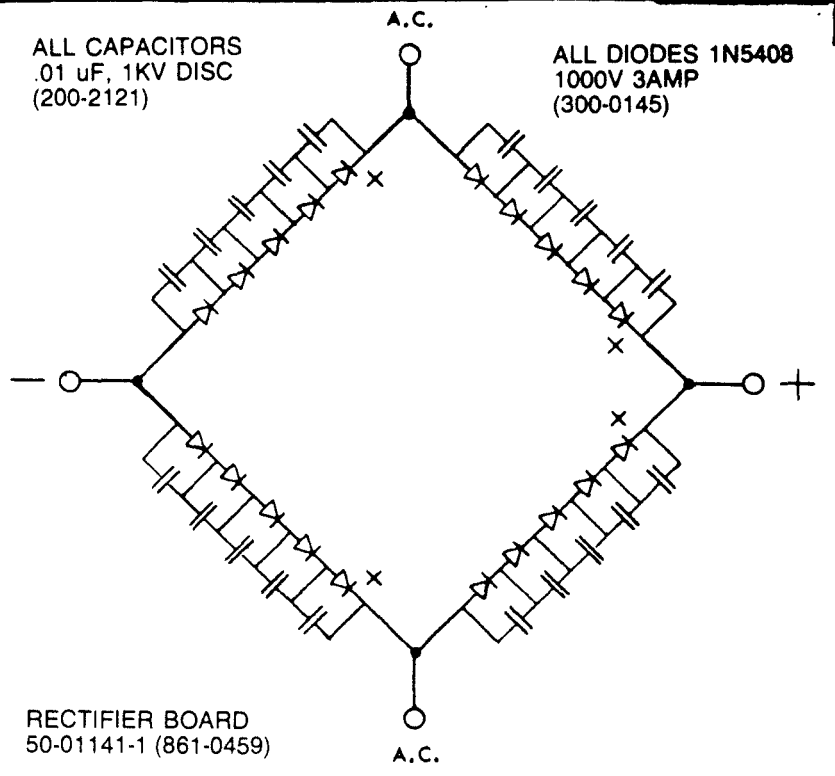 A.C.
ALL CAPACITORS
.01 uF, 1KV DISC
(200-2121)
ALL DIODES 1N5408
1000V 3AMP
(300-0145)
×
×
− +
×
×
RECTIFIER BOARD
50-01141-1 (861-0459)
A.C.